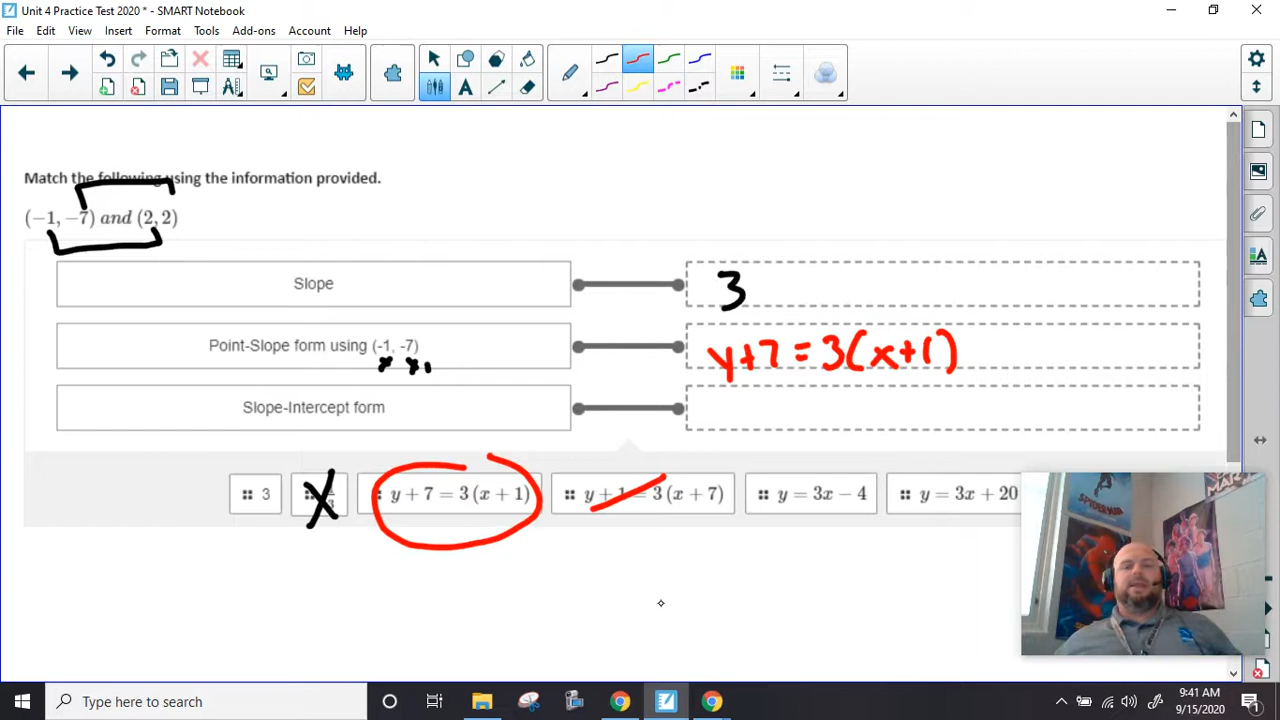 Unit 4 Practice Test 2020 * - SMART Notebook
File Edit View Insert Format Tools Add-ons Account Help
Match the following using the information provided.
(−1, −7) and (2, 2)
Slope
3
Point-Slope form using (-1, -7)
y+7=3(x+1)
Slope-Intercept form
3
y + 7 = 3 (x + 1)
y + 1 = 3 (x + 7)
y = 3x − 4
y = 3x + 20
Type here to search
9:41 AM
9/15/2020